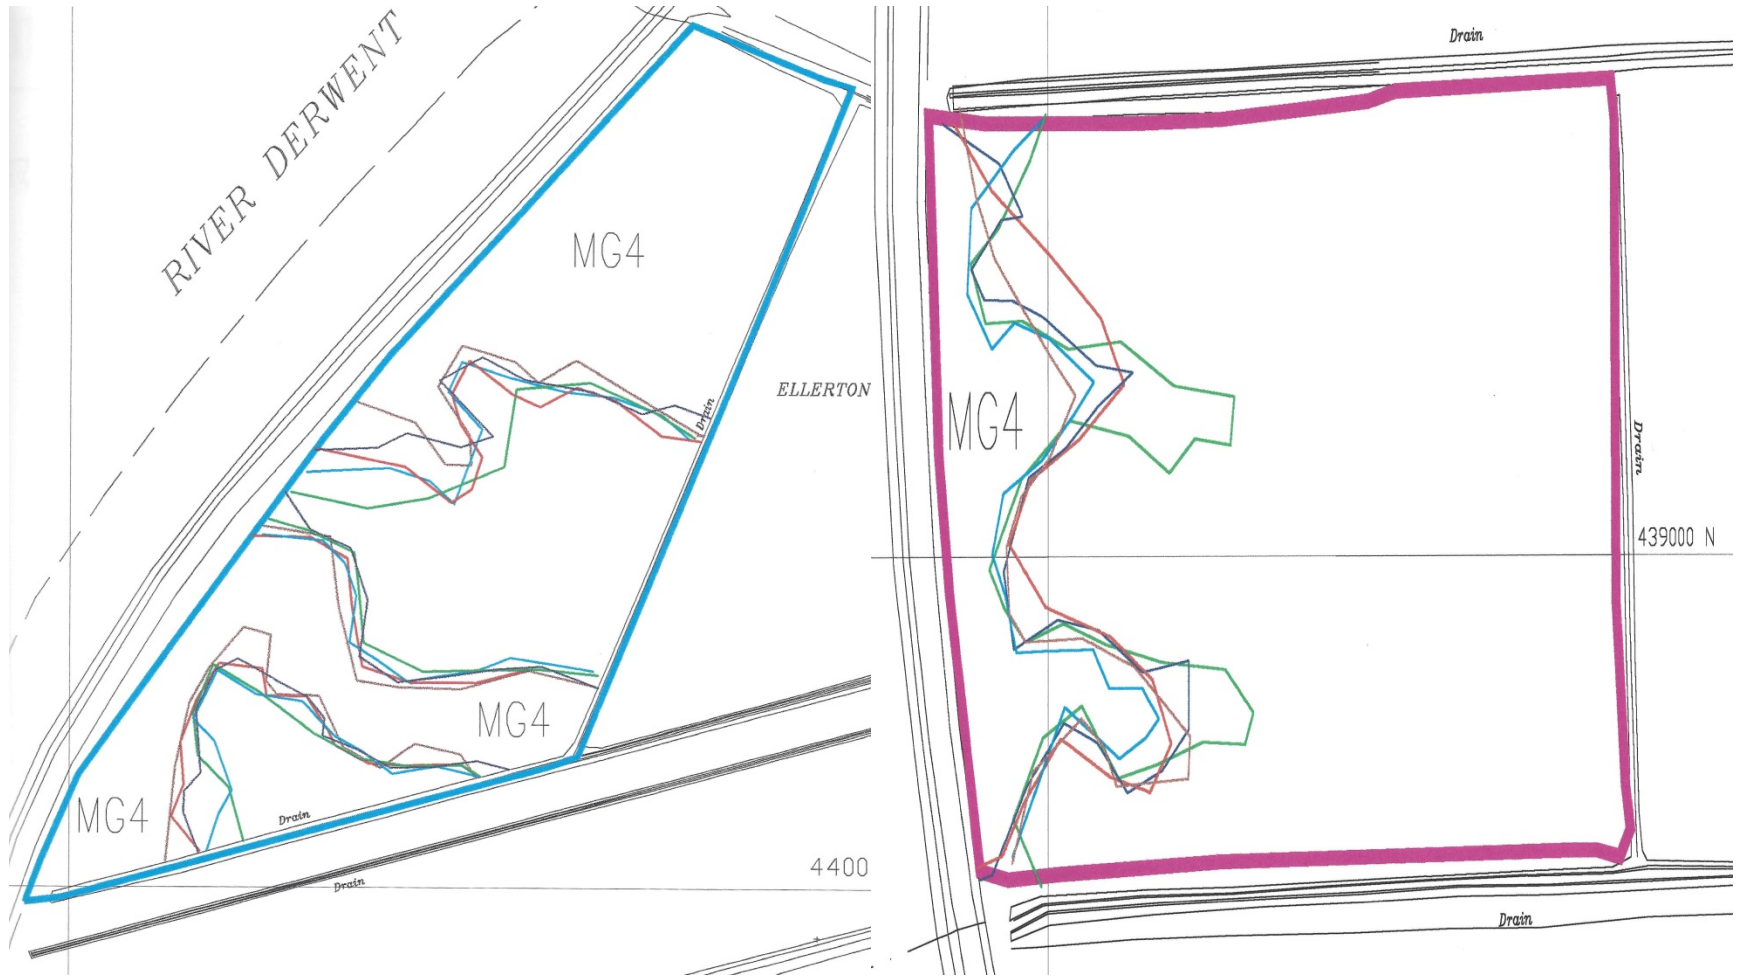 RIVER DERWENT
MG4
ELLERTON
Drain
MG4
MG4
Drain
Drain
4400
Drain
MG4
Drain
439000 N
Drain